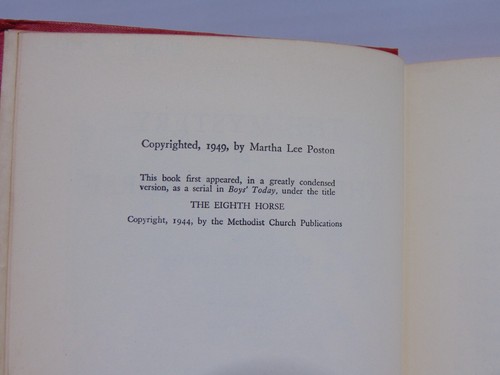 Copyrighted, 1949, by Martha Lee Poston
This book first appeared, in a greatly condensed
version, as a serial in Boys' Today, under the title
THE EIGHTH HORSE
Copyright, 1944, by the Methodist Church Publications